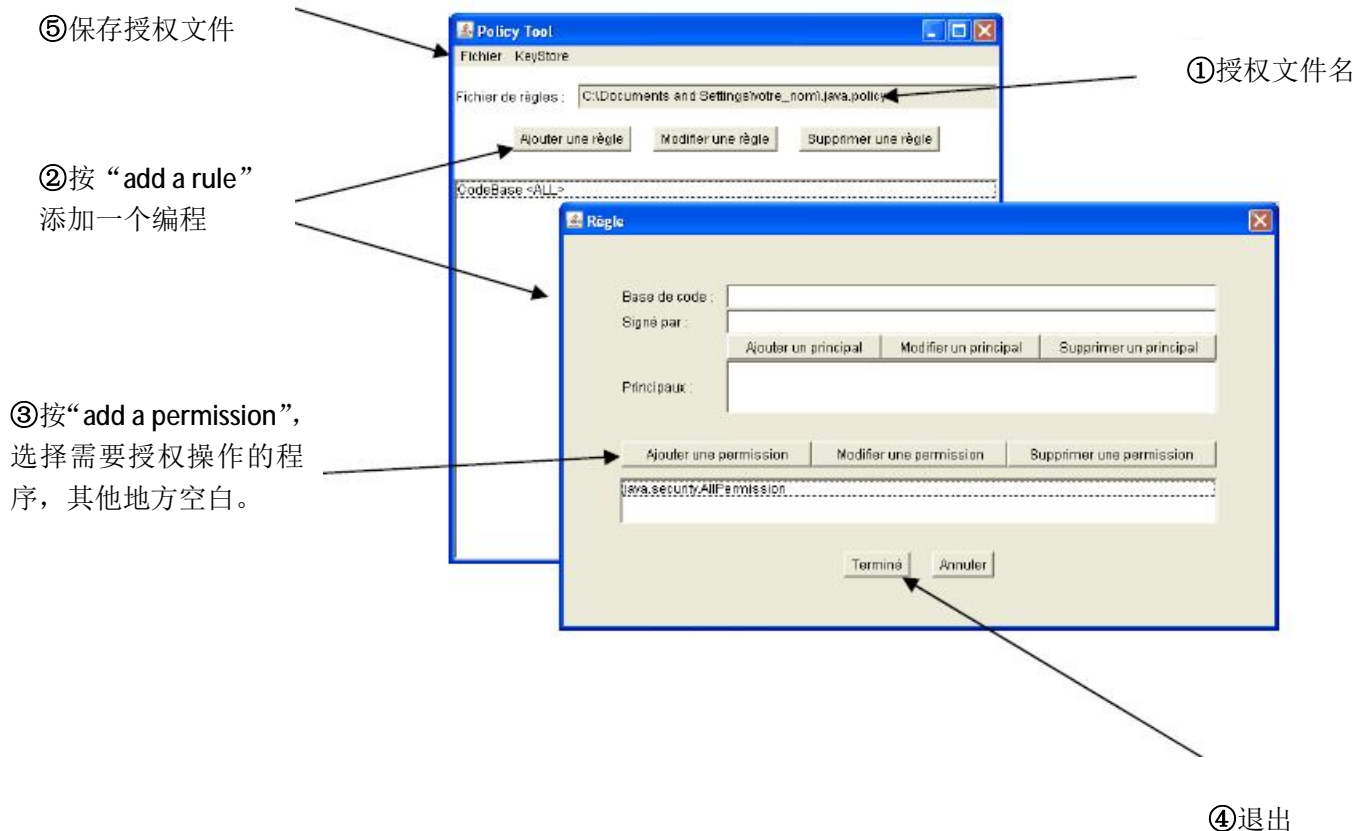 ⑤保存授权文件
Policy Tool
Fichier KeyStore
①授权文件名
Fichier de règles : C:\Documents and Settings\votre_nom\.java.policy
Ajouter une règle Modifier une règle Supprimer une règle
②按“add a rule”
添加一个编程
CodeBase <ALL>
Règle
Base de code :
Signé par :
Ajouter un principal Modifier un principal Supprimer un principal
Principaux :
③按“add a permission”,
选择需要授权操作的程
序，其他地方空白。
Ajouter une permission Modifier une permission Supprimer une permission
java.security.AllPermission
Terminé Annuler
④退出